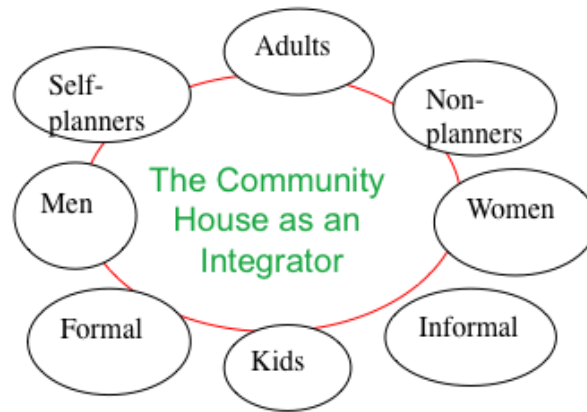 Adults
Self-
planners
Non-
planners
Men
The Community
House as an
Integrator
Women
Formal
Kids
Informal